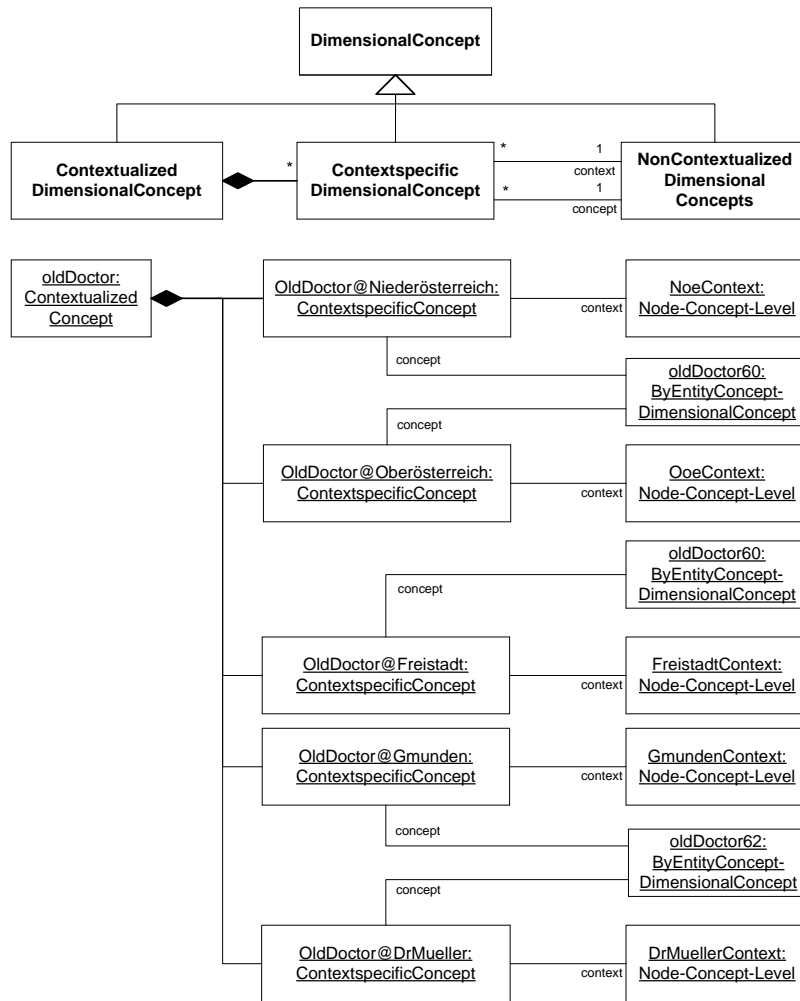 DimensionalConcept
Contextualized
DimensionalConcept
*
Contextspecific
DimensionalConcept
*
1
context
*
1
concept
NonContextualized
Dimensional
Concepts
oldDoctor:
Contextualized
Concept
OldDoctor@Niederösterreich:
ContextspecificConcept
context
NoeContext:
Node-Concept-Level
concept
oldDoctor60:
ByEntityConcept-
DimensionalConcept
concept
OldDoctor@Oberösterreich:
ContextspecificConcept
context
OoeContext:
Node-Concept-Level
oldDoctor60:
ByEntityConcept-
DimensionalConcept
concept
OldDoctor@Freistadt:
ContextspecificConcept
context
FreistadtContext:
Node-Concept-Level
OldDoctor@Gmunden:
ContextspecificConcept
context
GmundenContext:
Node-Concept-Level
concept
oldDoctor62:
ByEntityConcept-
DimensionalConcept
concept
OldDoctor@DrMueller:
ContextspecificConcept
context
DrMuellerContext:
Node-Concept-Level